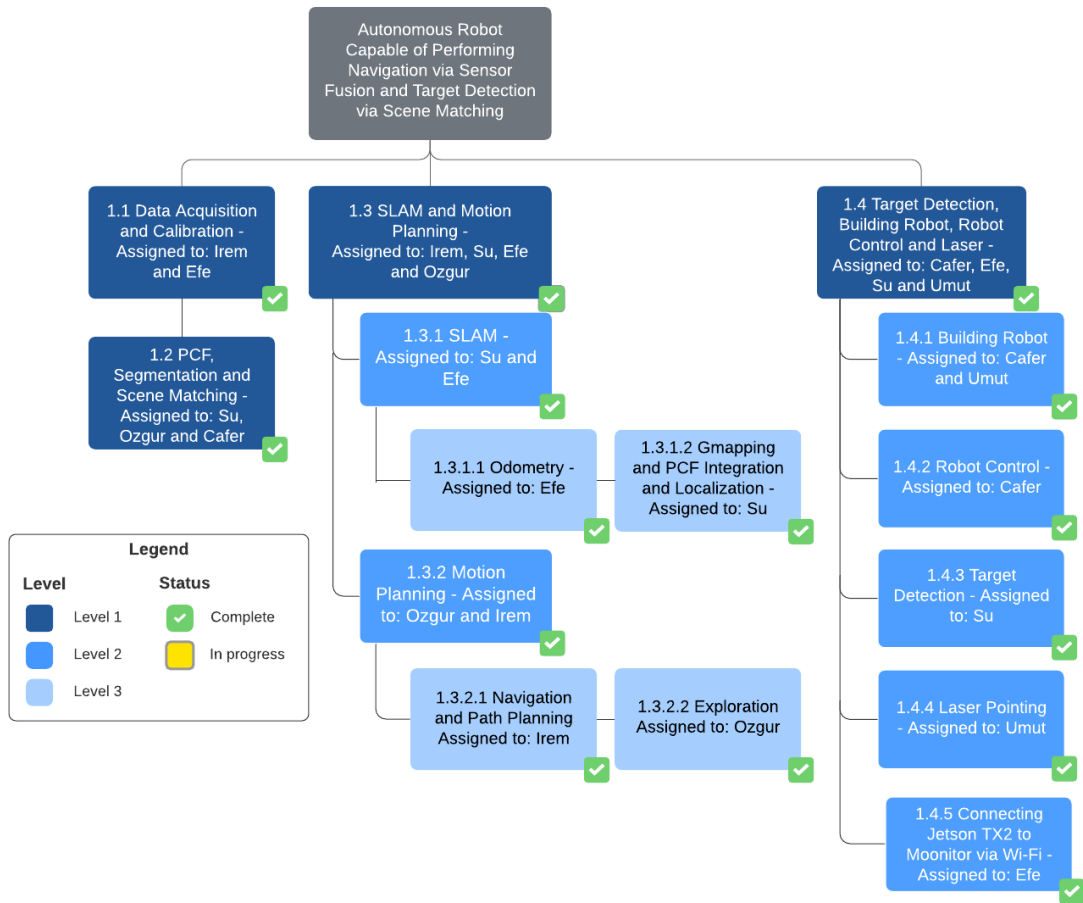 Autonomous Robot
Capable of Performing
Navigation via Sensor
Fusion and Target Detection
via Scene Matching
1.1 Data Acquisition
and Calibration -
Assigned to: Irem
and Efe
1.3 SLAM and Motion
Planning -
Assigned to: Irem, Su, Efe
and Ozgur
1.4 Target Detection,
Building Robot, Robot
Control and Laser -
Assigned to: Cafer, Efe,
Su and Umut
1.2 PCF,
Segmentation and
Scene Matching -
Assigned to: Su,
Ozgur and Cafer
1.3.1 SLAM -
Assigned to: Su and
Efe
1.4.1 Building Robot
- Assigned to: Cafer
and Umut
1.3.1.1 Odometry -
Assigned to: Efe
1.3.1.2 Gmapping
and PCF Integration
and Localization -
Assigned to: Su
1.4.2 Robot Control -
Assigned to: Cafer
1.3.2 Motion
Planning - Assigned
to: Ozgur and Irem
1.4.3 Target
Detection - Assigned
to: Su
1.3.2.1 Navigation
and Path Planning
Assigned to: Irem
1.3.2.2 Exploration
Assigned to: Ozgur
1.4.4 Laser Pointing
- Assigned to: Umut
1.4.5 Connecting
Jetson TX2 to
Moonitor via Wi-Fi -
Assigned to: Efe
Legend
Level
Status
Level 1
Complete
Level 2
In progress
Level 3